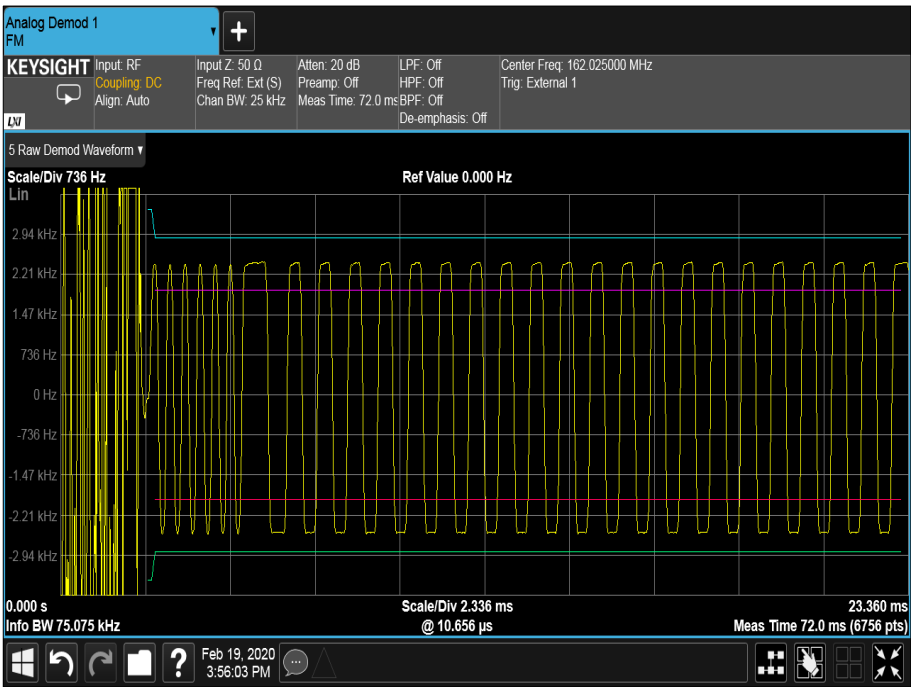 Analog Demod 1
FM
KEYSIGHT
LXI
Input: RF
Coupling: DC
Align: Auto
Input Z: 50 Ω
Freq Ref: Ext (S)
Chan BW: 25 kHz
Atten: 20 dB
Preamp: Off
Meas Time: 72.0 ms
LPF: Off
HPF: Off
BPF: Off
De-emphasis: Off
Center Freq: 162.025000 MHz
Trig: External 1
5 Raw Demod Waveform
Scale/Div 736 Hz
Ref Value 0.000 Hz
Lin
2.94 kHz
2.21 kHz
1.47 kHz
736 Hz
0 Hz
-736 Hz
-1.47 kHz
-2.21 kHz
-2.94 kHz
0.000 s
Scale/Div 2.336 ms
23.360 ms
Info BW 75.075 kHz
@ 10.656 µs
Meas Time 72.0 ms (6756 pts)
?
Feb 19, 2020
3:56:03 PM